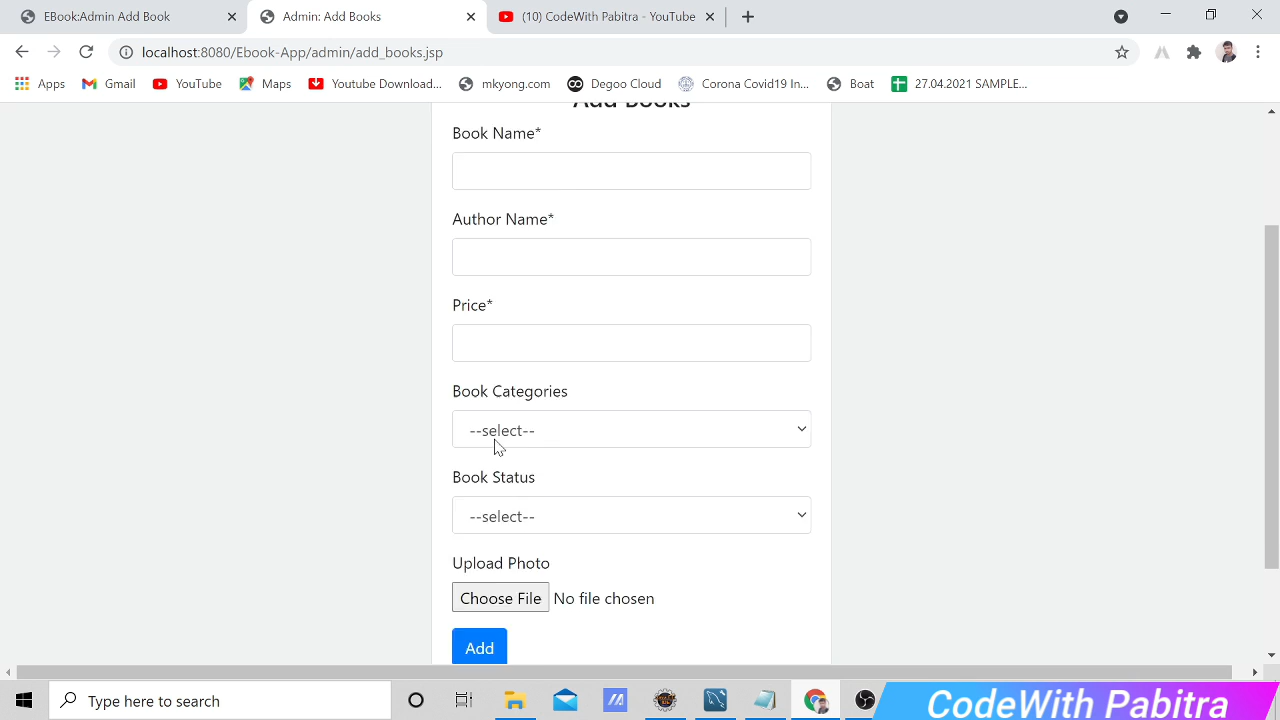 EBook:Admin Add Book
Admin: Add Books
(10) CodeWith Pabitra - YouTube
localhost:8080/Ebook-App/admin/add_books.jsp
Apps
Gmail
YouTube
Maps
Youtube Download...
mkyong.com
Degoo Cloud
Corona Covid19 In...
Boat
27.04.2021 SAMPLE...
Add Books
Book Name*
Author Name*
Price*
Book Categories
--select--
Book Status
--select--
Upload Photo
Choose File No file chosen
Add
Type here to search
CodeWith Pabitra